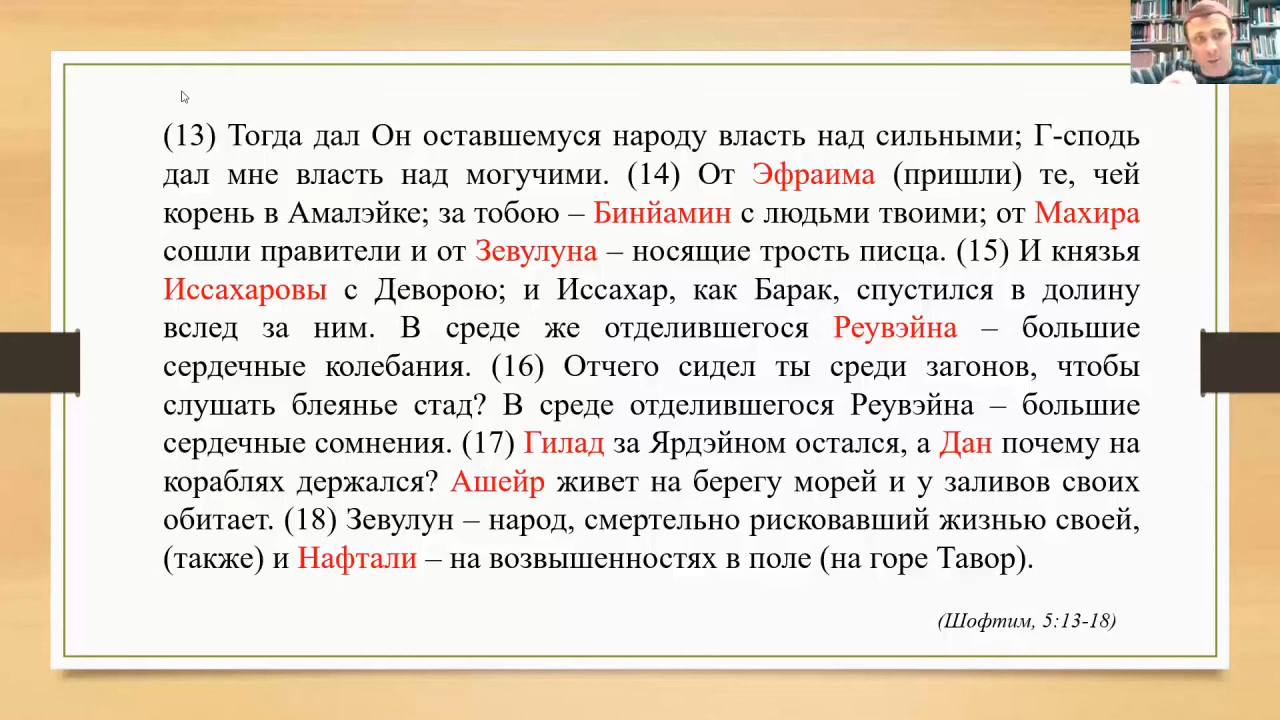 (13) Тогда дал Он оставшемуся народу власть над сильными; Г-сподь
дал мне власть над могучими. (14) От Эфраима (пришли) те, чей
корень в Амалэйке; за тобою – Бинйамин с людьми твоими; от Махира
сошли правители и от Зевулуна – носящие трость писца. (15) И князья
Иссахаровы с Деворою; и Иссахар, как Барак, спустился в долину
вслед за ним. В среде же отделившегося Реувэйна – большие
сердечные колебания. (16) Отчего сидел ты среди загонов, чтобы
слушать блеянье стад? В среде отделившегося Реувэйна – большие
сердечные сомнения. (17) Гилад за Ярдэйном остался, а Дан почему на
кораблях держался? Ашейр живет на берегу морей и у заливов своих
обитает. (18) Зевулун – народ, смертельно рисковавший жизнью своей,
(также) и Нафтали – на возвышенностях в поле (на горе Тавор).
(Шофтим, 5:13-18)